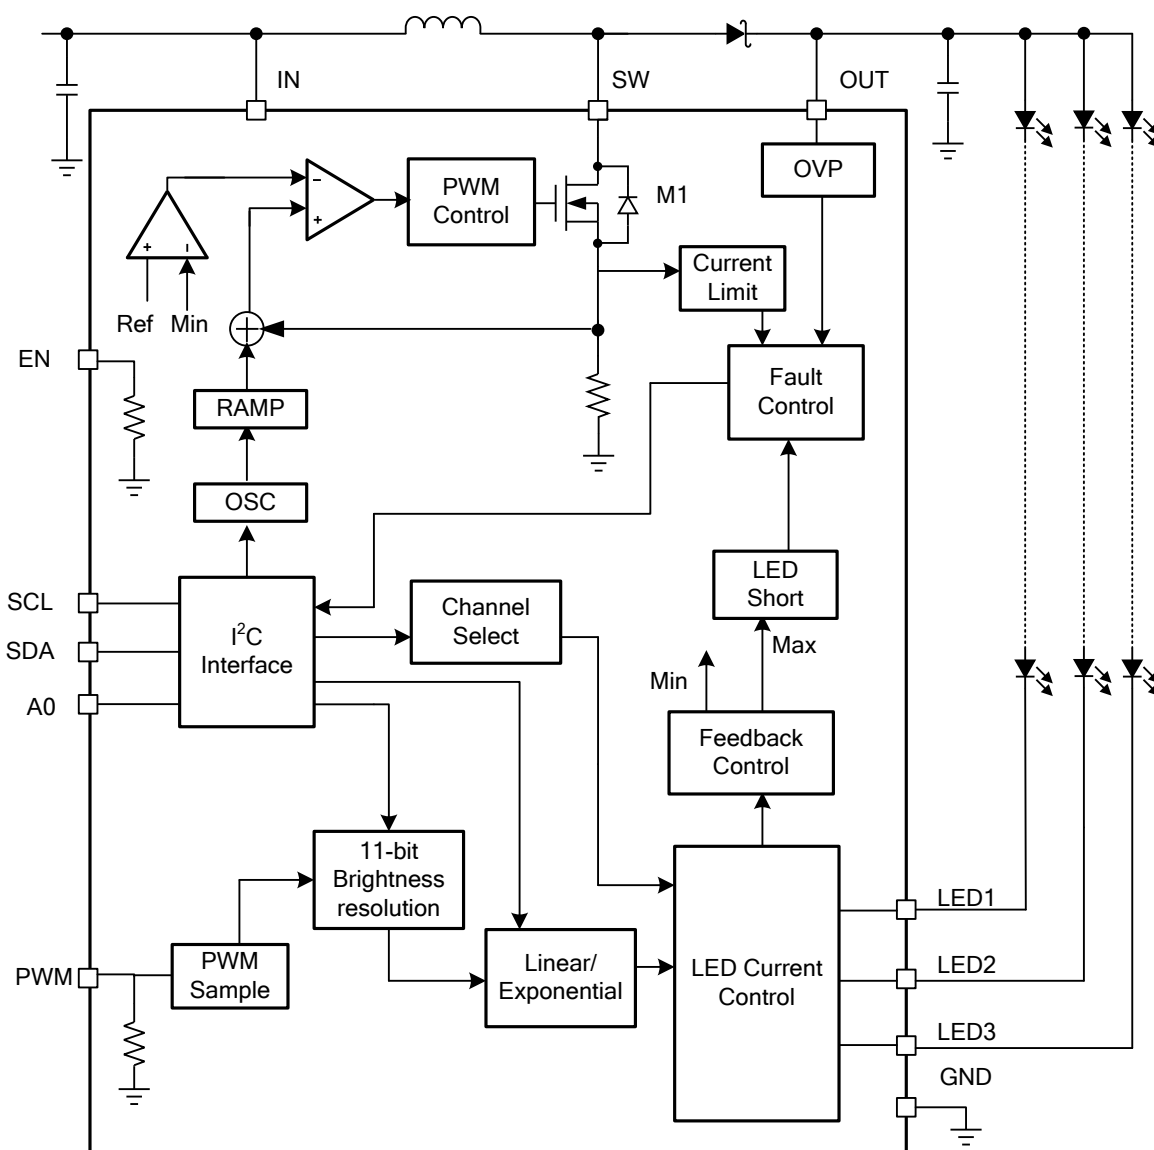 IN
SW
OUT
OVP
PWM
Control
M1
−
+
+
−
Current
Limit
Ref
Min
EN
Fault
Control
RAMP
OSC
LED
Short
SCL
I²C
Interface
Channel
Select
SDA
Max
Min
A0
Feedback
Control
11-bit
Brightness
resolution
LED1
PWM
PWM
Sample
Linear/
Exponential
LED Current
Control
LED2
LED3
GND